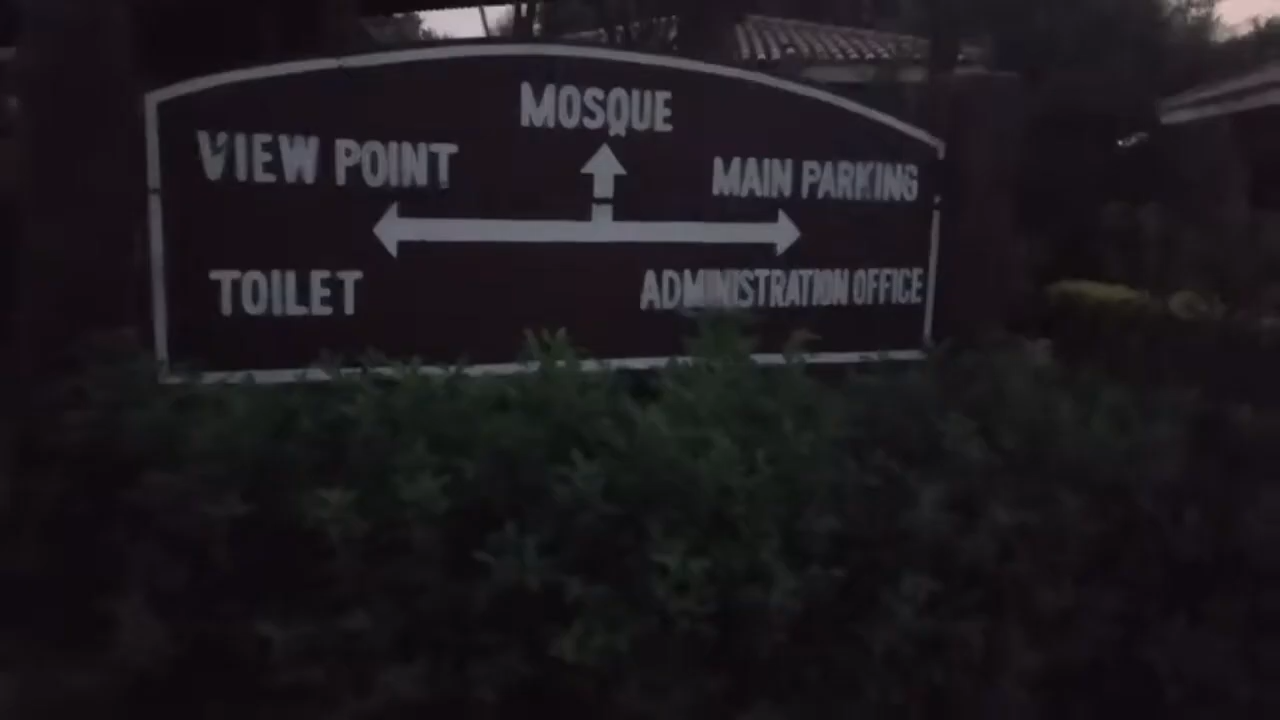 MOSQUE
VIEW POINT
MAIN PARKING
TOILET
ADMINISTRATION OFFICE